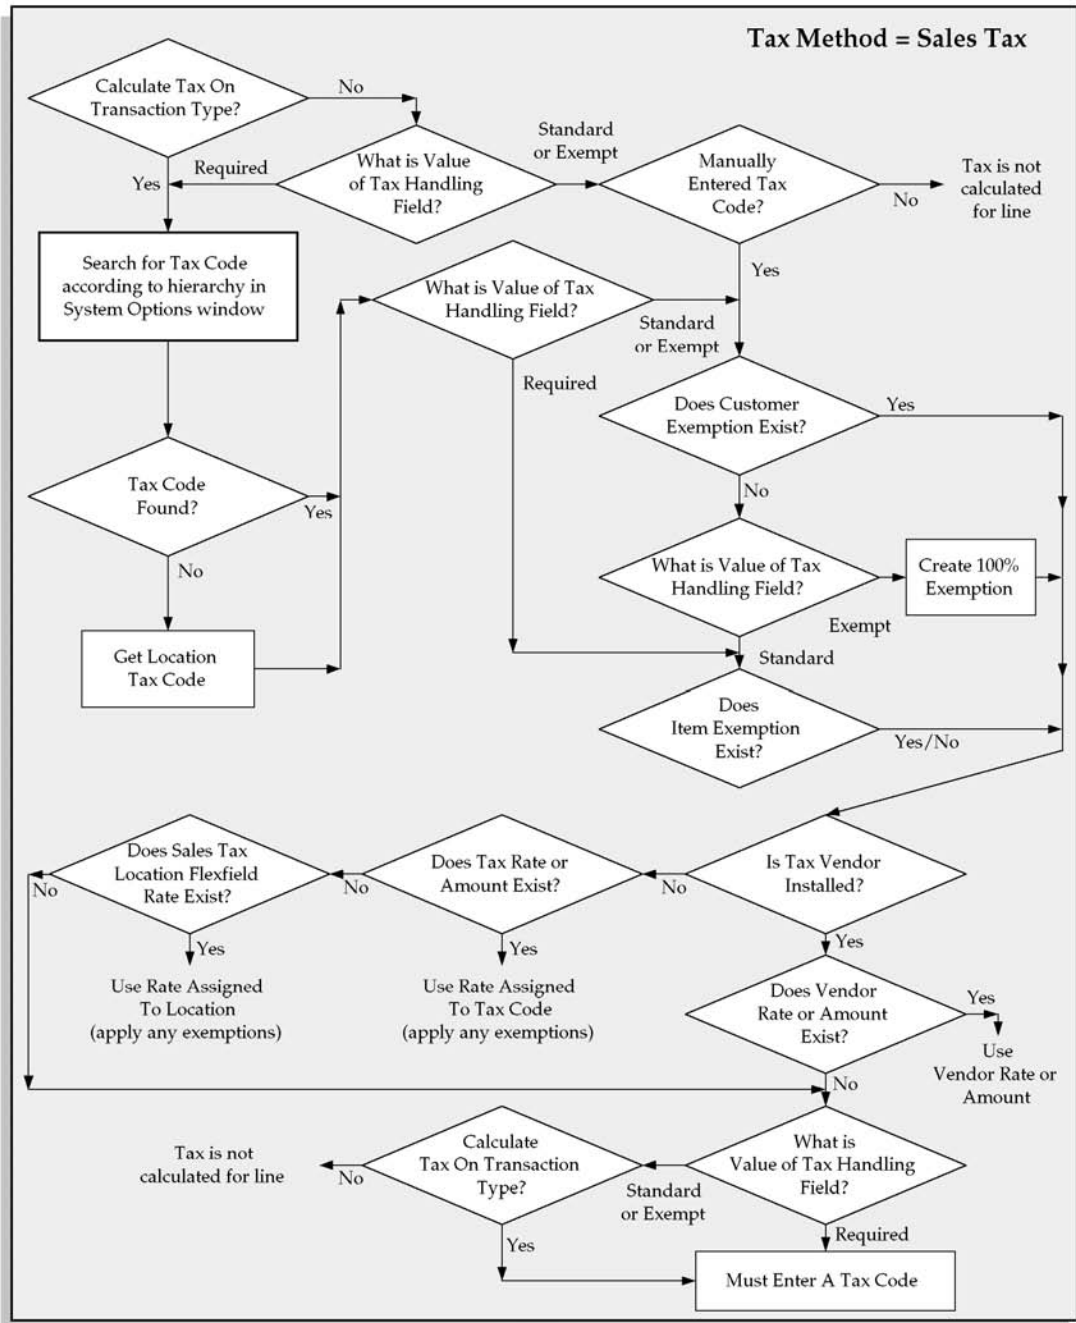 Tax Method = Sales Tax
Calculate Tax On
Transaction Type?
No
Yes
Required
What is Value
of Tax Handling
Field?
Standard
or Exempt
Manually
Entered Tax
Code?
No
Tax is not
calculated
for line
Yes
Search for Tax Code
according to hierarchy in
System Options window
What is Value of Tax
Handling Field?
Standard
or Exempt
Required
Does Customer
Exemption Exist?
Yes
No
Tax Code
Found?
Yes
No
Get Location
Tax Code
What is Value of Tax
Handling Field?
Exempt
Create 100%
Exemption
Standard
Does
Item Exemption
Exist?
Yes/No
Is Tax Vendor
Installed?
No
Yes
Does Tax Rate or
Amount Exist?
No
Yes
Use Rate Assigned
To Tax Code
(apply any exemptions)
Does Sales Tax
Location Flexfield
Rate Exist?
No
Yes
Use Rate Assigned
To Location
(apply any exemptions)
Does Vendor
Rate or Amount
Exist?
Yes
Use
Vendor Rate or
Amount
No
What is
Value of Tax Handling
Field?
Standard
or Exempt
Required
Calculate
Tax On Transaction
Type?
No
Tax is not
calculated for line
Yes
Must Enter A Tax Code